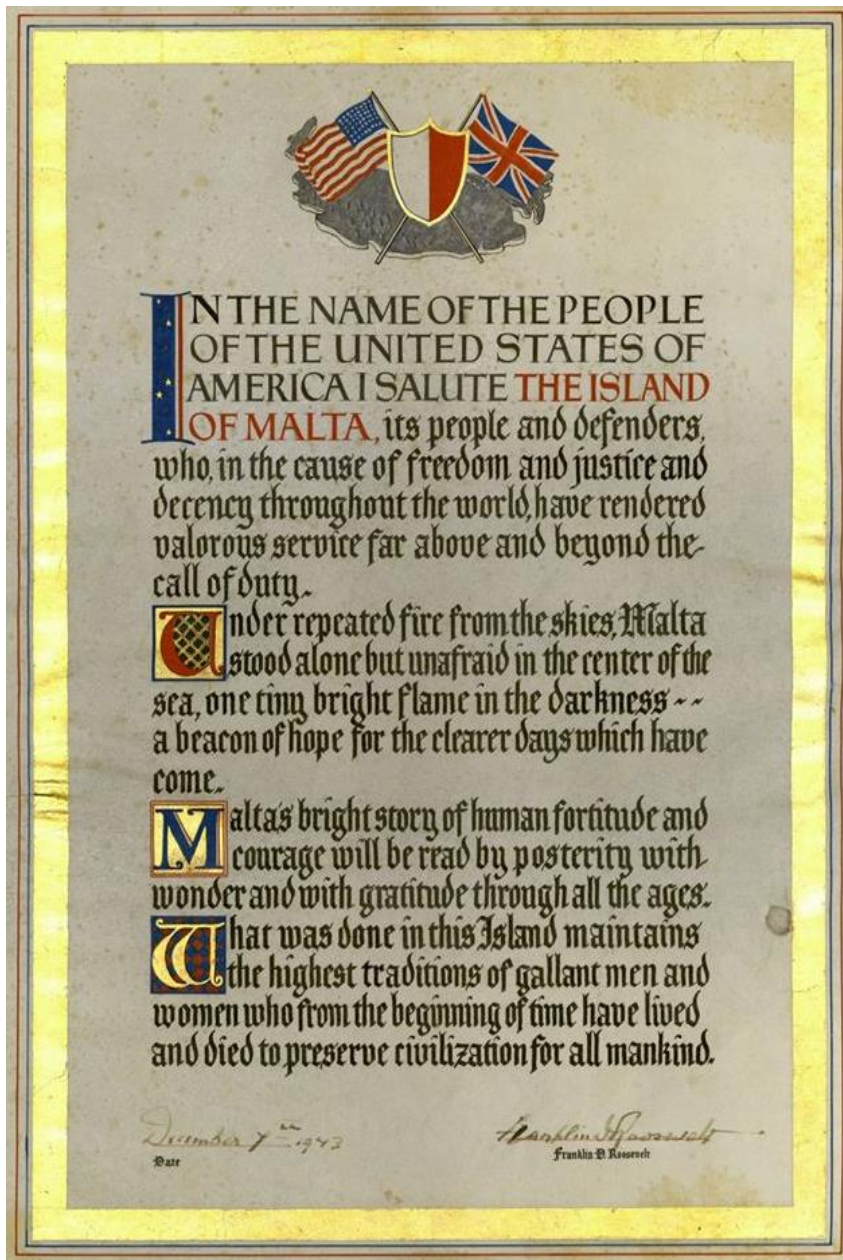 IN THE NAME OF THE PEOPLE
OF THE UNITED STATES OF
AMERICA I SALUTE THE ISLAND
OF MALTA, its people and defenders,
who, in the cause of freedom and justice and
decency throughout the world, have rendered
valorous service far above and beyond the
call of duty.
Under repeated fire from the skies, Malta
stood alone but unafraid in the center of the
sea, one tiny bright flame in the darkness --
a beacon of hope for the clearer days which have
come.
Malta's bright story of human fortitude and
courage will be read by posterity with
wonder and with gratitude through all the ages.
What was done in this Island maintains
the highest traditions of gallant men and
women who from the beginning of time have lived
and died to preserve civilization for all mankind.
December 7th 1943 Franklin D Roosevelt
Date Franklin D. Roosevelt